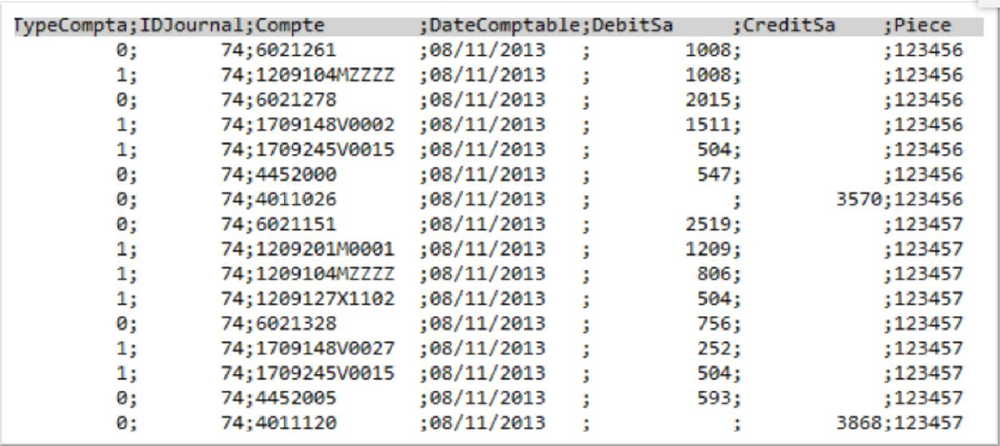 TypeCompta;IDJournal;Compte            ;DateComptable;DebitSa       ;CreditSa      ;Piece
         0;       74;6021261           ;08/11/2013   ;          1008;              ;123456
         1;       74;1209104MZZZZ      ;08/11/2013   ;          1008;              ;123456
         0;       74;6021278           ;08/11/2013   ;          2015;              ;123456
         1;       74;1709148V0002      ;08/11/2013   ;          1511;              ;123456
         1;       74;1709245V0015      ;08/11/2013   ;           504;              ;123456
         0;       74;4452000           ;08/11/2013   ;           547;              ;123456
         0;       74;4011026           ;08/11/2013   ;              ;          3570;123456
         0;       74;6021151           ;08/11/2013   ;          2519;              ;123457
         1;       74;1209201M0001      ;08/11/2013   ;          1209;              ;123457
         1;       74;1209104MZZZZ      ;08/11/2013   ;           806;              ;123457
         1;       74;1209127X1102      ;08/11/2013   ;           504;              ;123457
         0;       74;6021328           ;08/11/2013   ;           756;              ;123457
         1;       74;1709148V0027      ;08/11/2013   ;           252;              ;123457
         1;       74;1709245V0015      ;08/11/2013   ;           504;              ;123457
         0;       74;4452005           ;08/11/2013   ;           593;              ;123457
         0;       74;4011120           ;08/11/2013   ;              ;          3868;123457